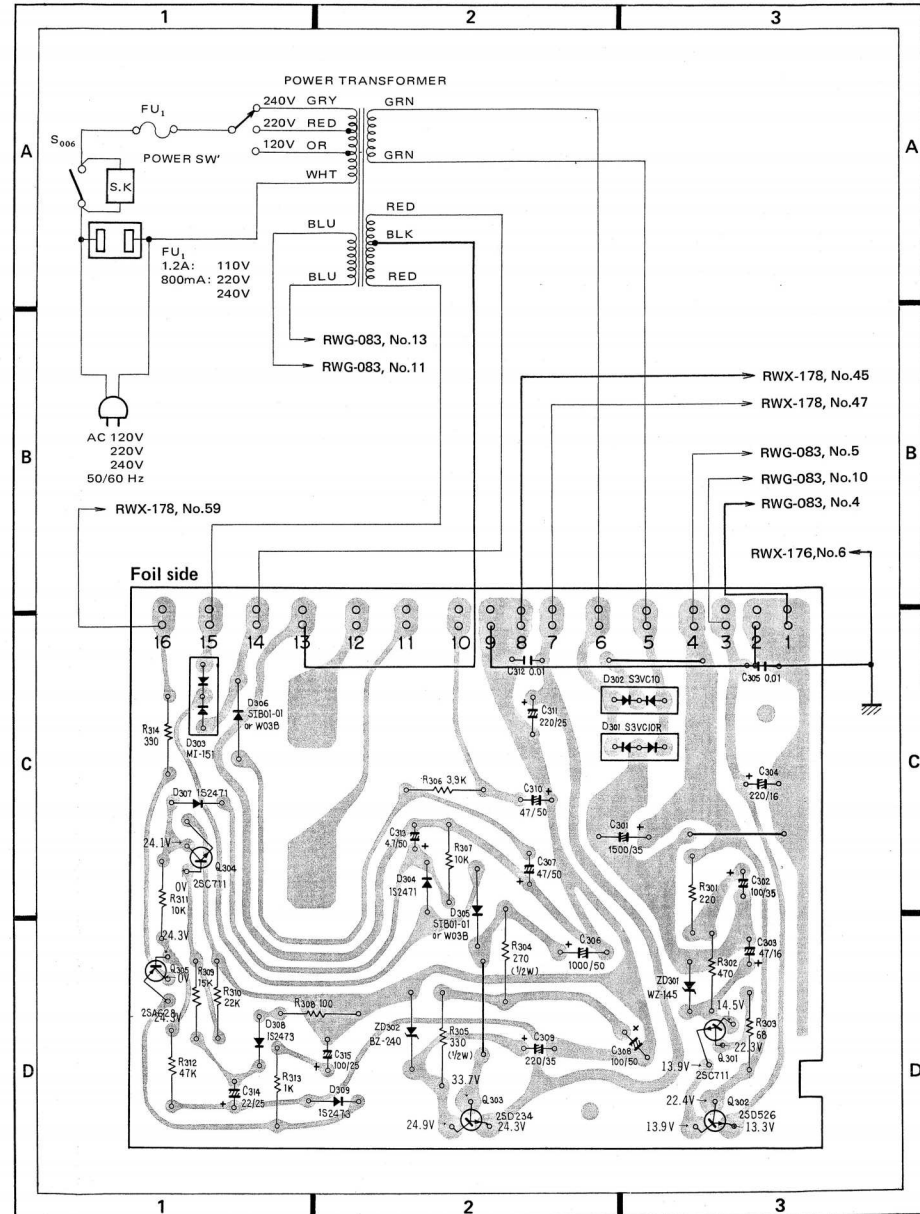 1 2 3
A A
B B
C C
D D
POWER TRANSFORMER
FU1
240V GRY
220V RED
120V OR
WHT
GRN
GRN
S006
POWER SW'
S.K
RED
BLU
BLK
BLU
RED
FU1
1.2A: 110V
800mA: 220V
240V
RWG-083, No.13
RWG-083, No.11
RWX-178, No.45
RWX-178, No.47
AC 120V
220V
240V
50/60 Hz
RWG-083, No.5
RWG-083, No.10
RWG-083, No.4
RWX-178, No.59
RWX-176,No.6
Foil side
16 15 14 13 12 11 10 9 8 7 6 5 4 3 2 1
C312 0.01
C305 0.01
D302 S3VC10
D306
SIB01-01
or W03B
C311
220/25
R314
390
D303
MI-151
D301 S3VC10R
R306 3.9K
C310
47/50
C304
220/16
D307 1S2471
C301
1500/35
C313
4.7/50
R307
10K
C307
47/50
24.1V
Q304
2SC711
D304
1S2471
R301
220
C302
100/35
0V
R311
10K
D305
SIB01-01
or W03B
24.3V
R304
270
(1/2W)
C306
1000/50
C303
47/16
Q305
0V
R309
15K
R310
22K
R302
470
ZD301
WZ-145
2SA628
24.3V
R308 100
14.5V
D308
1S2473
ZD302
BZ-240
R305
330
(1/2W)
C309
220/35
C308
100/50
R303
68
Q301
22.3V
13.9V
2SC711
R312
47K
C315
100/25
R313
1K
33.7V
C314
22/25
D309
1S2473
Q303
2SD234
24.9V
24.3V
22.4V
Q302
2SD526
13.9V
13.3V
1 2 3